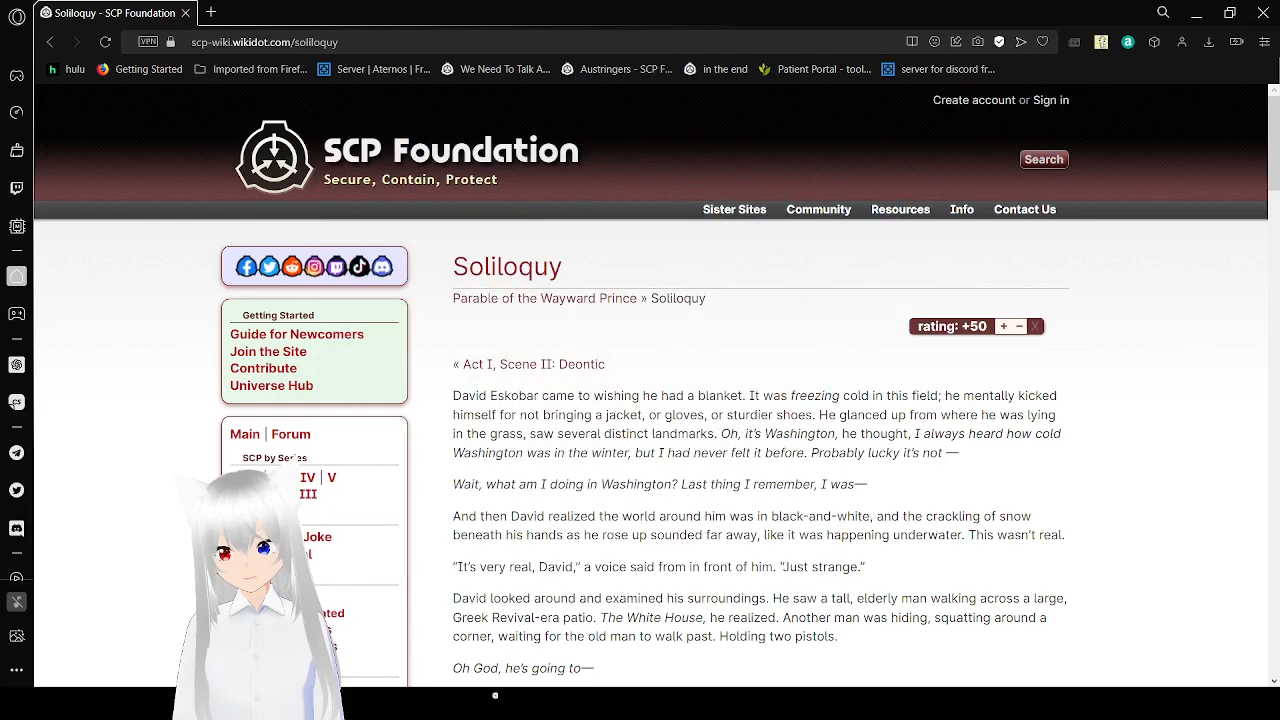 Soliloquy - SCP Foundation
scp-wiki.wikidot.com/soliloquy
VPN
hulu
Getting Started
Imported from Firef...
Server | Aternos | Fr...
We Need To Talk A...
Austringers - SCP F...
in the end
Patient Portal - tool...
server for discord fr...
Create account or Sign in
SCP Foundation
Secure, Contain, Protect
Search
Sister Sites
Community
Resources
Info
Contact Us
Getting Started
Guide for Newcomers
Join the Site
Contribute
Universe Hub
Main | Forum
SCP by Series
IV | V
III
Joke
Soliloquy
Parable of the Wayward Prince » Soliloquy
rating: +50 + − X
« Act I, Scene II: Deontic
David Eskobar came to wishing he had a blanket. It was freezing cold in this field; he mentally kicked
himself for not bringing a jacket, or gloves, or sturdier shoes. He glanced up from where he was lying
in the grass, saw several distinct landmarks. Oh, it's Washington, he thought, I always heard how cold
Washington was in the winter, but I had never felt it before. Probably lucky it's not —
Wait, what am I doing in Washington? Last thing I remember, I was—
And then David realized the world around him was in black-and-white, and the crackling of snow
beneath his hands as he rose up sounded far away, like it was happening underwater. This wasn't real.
“It's very real, David,” a voice said from in front of him. “Just strange.”
David looked around and examined his surroundings. He saw a tall, elderly man walking across a large,
Greek Revival-era patio. The White House, he realized. Another man was hiding, squatting around a
corner, waiting for the old man to walk past. Holding two pistols.
Oh God, he's going to—